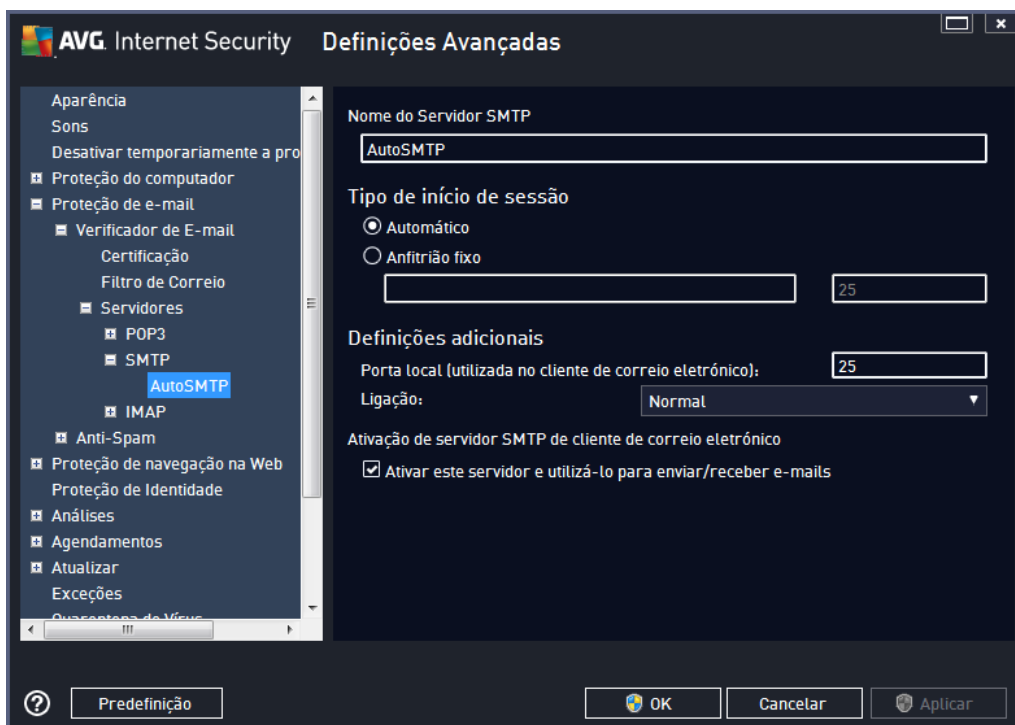 AVG. Internet Security
Definições Avançadas
Aparência
Sons
Desativar temporariamente a pro
Proteção do computador
Proteção de e-mail
Verificador de E-mail
Certificação
Filtro de Correio
Servidores
POP3
SMTP
AutoSMTP
IMAP
Anti-Spam
Proteção de navegação na Web
Proteção de Identidade
Análises
Agendamentos
Atualizar
Exceções
Quarentena de Vírus
Nome do Servidor SMTP
AutoSMTP
Tipo de início de sessão
Automático
Anfitrião fixo
25
Definições adicionais
Porta local (utilizada no cliente de correio eletrónico): 25
Ligação: Normal
Ativação de servidor SMTP de cliente de correio eletrónico
Ativar este servidor e utilizá-lo para enviar/receber e-mails
Predefinição
OK
Cancelar
Aplicar